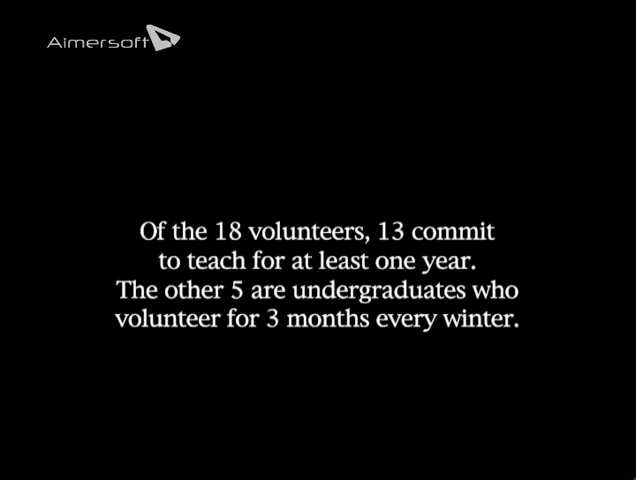 Aimersoft
Of the 18 volunteers, 13 commit
to teach for at least one year.
The other 5 are undergraduates who
volunteer for 3 months every winter.